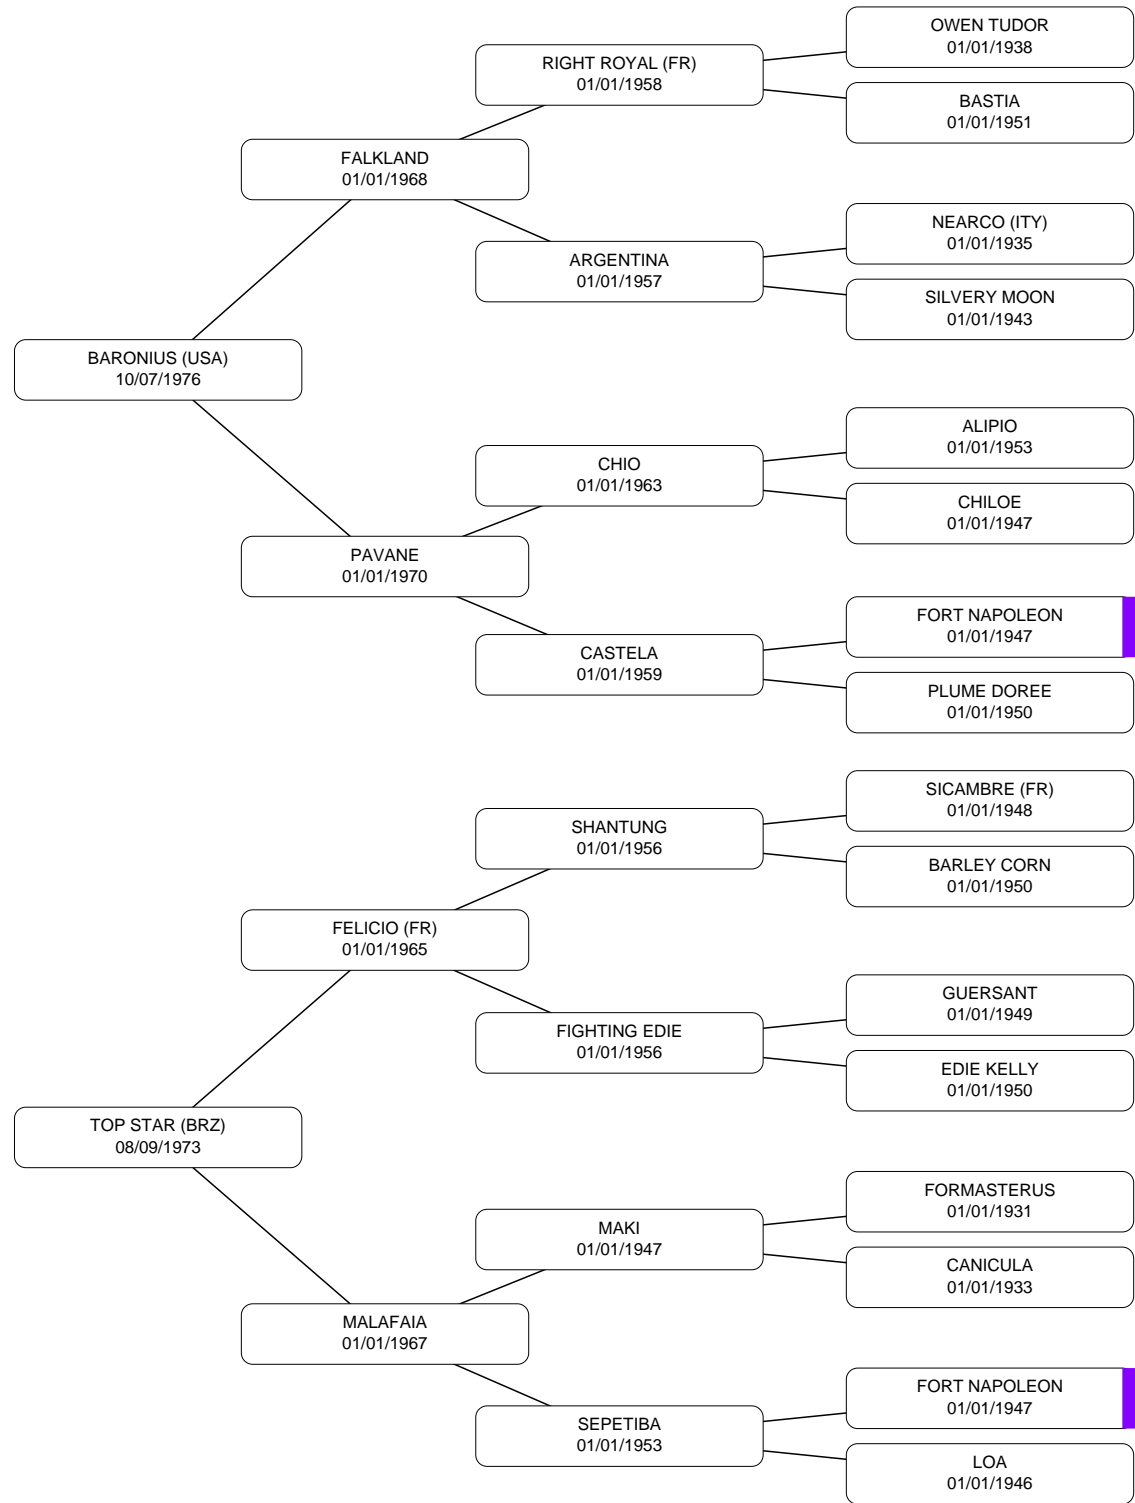 OWEN TUDOR
01/01/1938
RIGHT ROYAL (FR)
01/01/1958
BASTIA
01/01/1951
FALKLAND
01/01/1968
NEARCO (ITY)
01/01/1935
ARGENTINA
01/01/1957
SILVERY MOON
01/01/1943
BARONIUS (USA)
10/07/1976
ALIPIO
01/01/1953
CHIO
01/01/1963
CHILOE
01/01/1947
PAVANE
01/01/1970
FORT NAPOLEON
01/01/1947
CASTELA
01/01/1959
PLUME DOREE
01/01/1950
SICAMBRE (FR)
01/01/1948
SHANTUNG
01/01/1956
BARLEY CORN
01/01/1950
FELICIO (FR)
01/01/1965
GUERSANT
01/01/1949
FIGHTING EDIE
01/01/1956
EDIE KELLY
01/01/1950
TOP STAR (BRZ)
08/09/1973
FORMASTERUS
01/01/1931
MAKI
01/01/1947
CANICULA
01/01/1933
MALAFAIA
01/01/1967
FORT NAPOLEON
01/01/1947
SEPETIBA
01/01/1953
LOA
01/01/1946